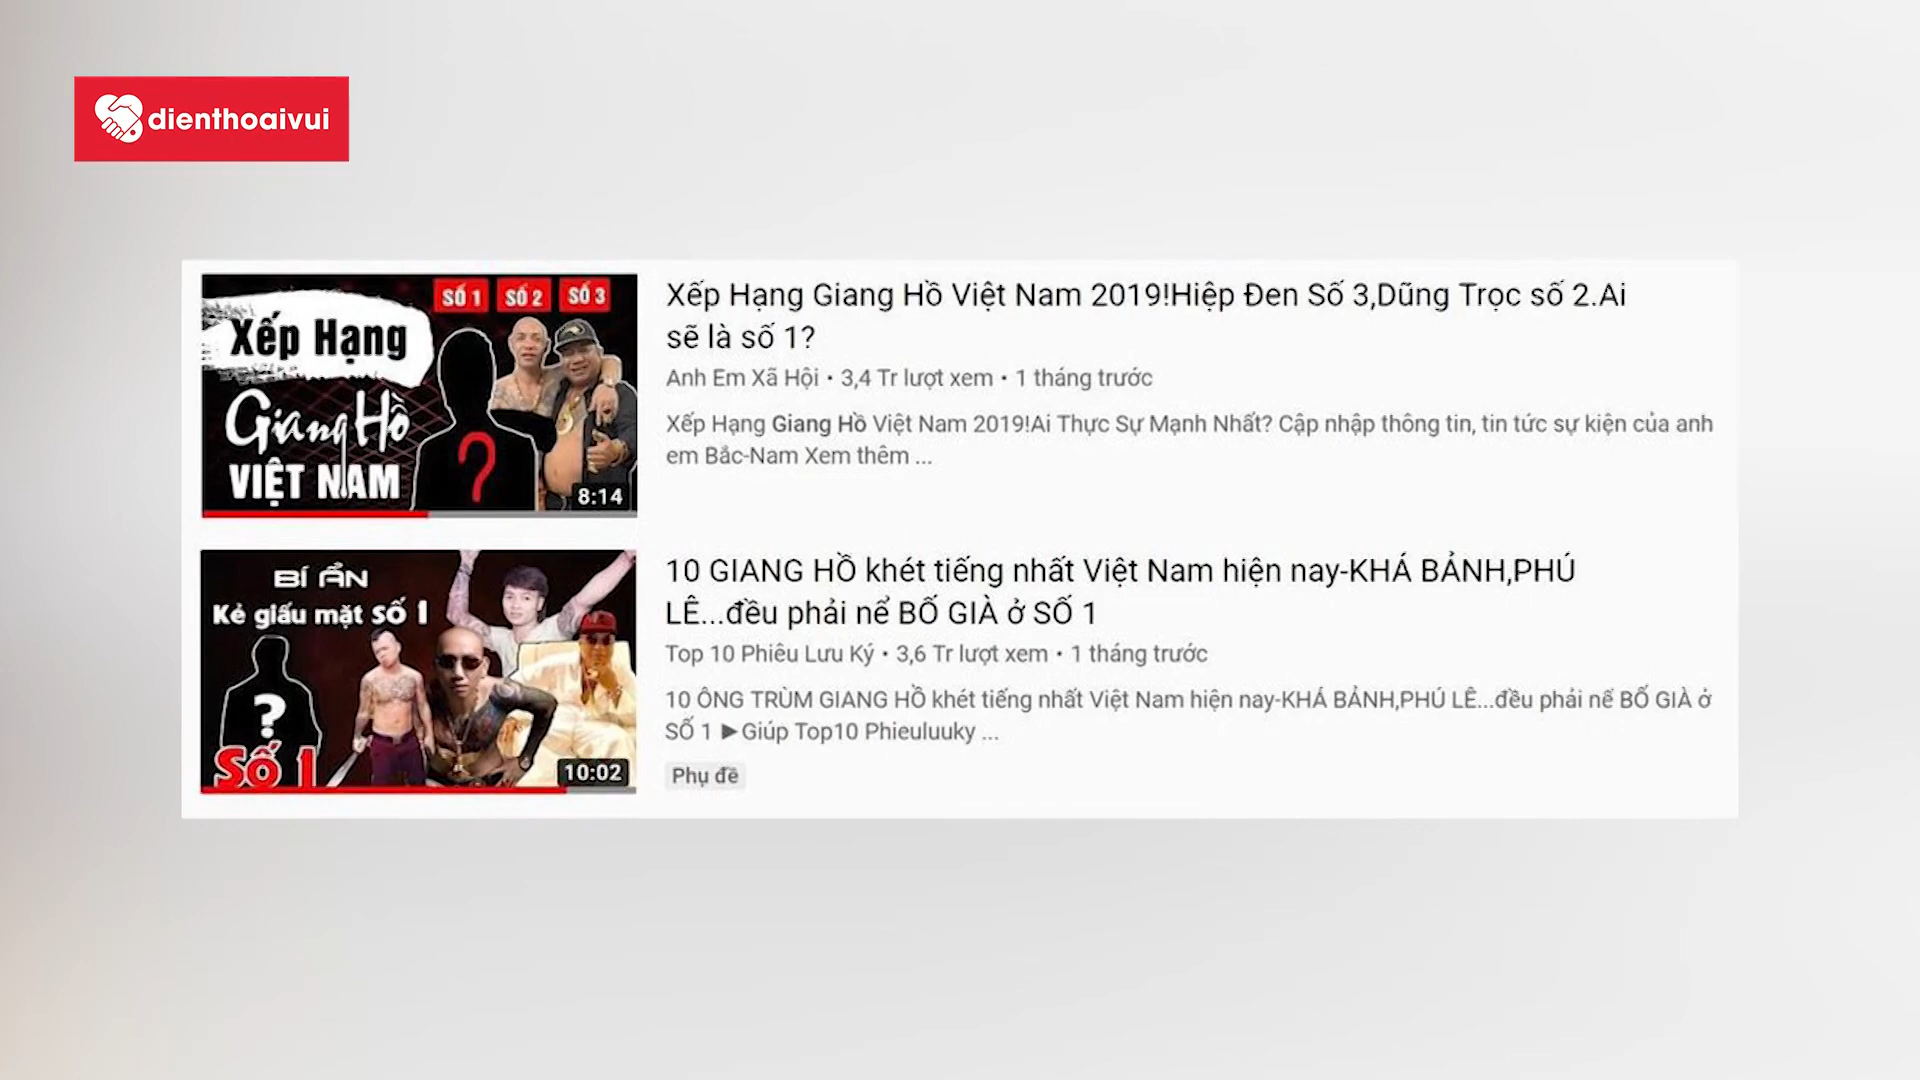 dienthoaivui
Xếp Hạng
Giang Hồ
VIỆT NAM
SỐ 1 SỐ 2 SỐ 3
8:14
Xếp Hạng Giang Hồ Việt Nam 2019!Hiệp Đen Số 3,Dũng Trọc số 2.Ai
sẽ là số 1?
Anh Em Xã Hội • 3,4 Tr lượt xem • 1 tháng trước
Xếp Hạng Giang Hồ Việt Nam 2019!Ai Thực Sự Mạnh Nhất? Cập nhập thông tin, tin tức sự kiện của anh
em Bắc-Nam Xem thêm ...
BÍ ẨN
Kẻ giấu mặt số 1
?
Số 1
10:02
10 GIANG HỒ khét tiếng nhất Việt Nam hiện nay-KHÁ BẢNH,PHÚ
LÊ...đều phải nể BỐ GIÀ ở SỐ 1
Top 10 Phiêu Lưu Ký • 3,6 Tr lượt xem • 1 tháng trước
10 ÔNG TRÙM GIANG HỒ khét tiếng nhất Việt Nam hiện nay-KHÁ BẢNH,PHÚ LÊ...đều phải nể BỐ GIÀ ở
SỐ 1 ►Giúp Top10 Phieuluuky ...
Phụ đề